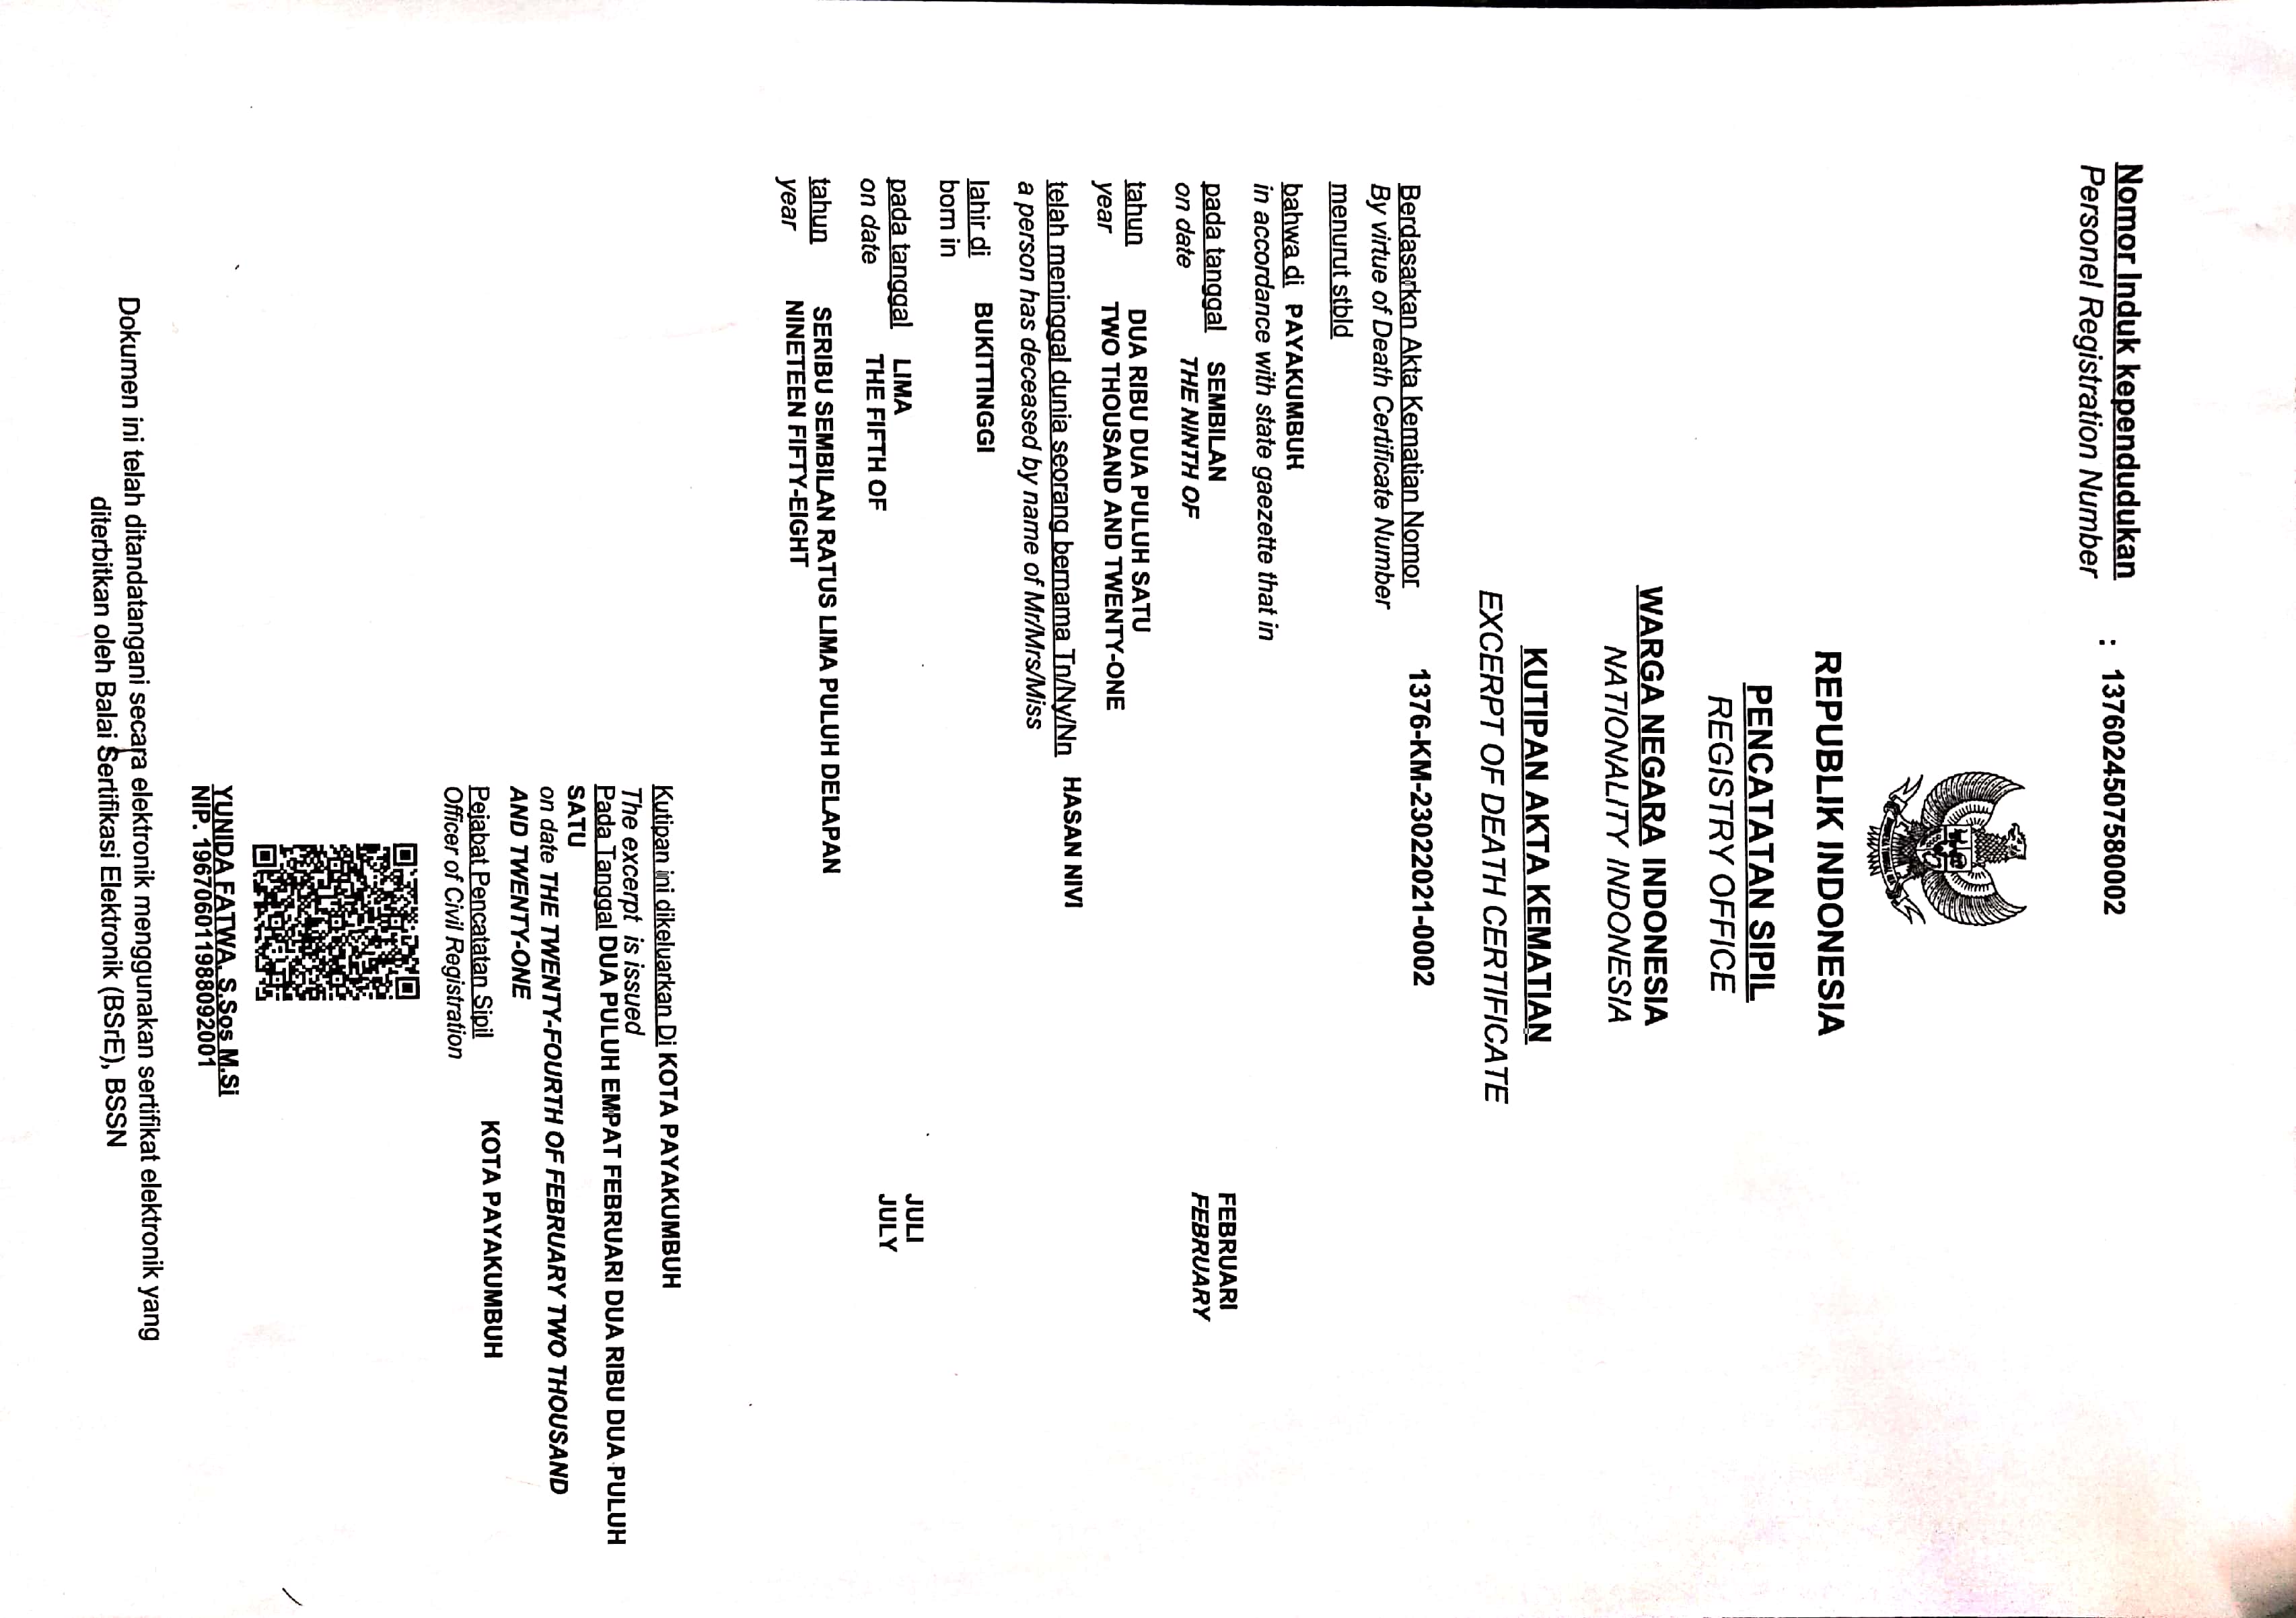 Nomor Induk kependudukan : 1376024507580002
Personel Registration Number
REPUBLIK INDONESIA
PENCATATAN SIPIL
REGISTRY OFFICE
WARGA NEGARA INDONESIA
NATIONALITY INDONESIA
KUTIPAN AKTA KEMATIAN
EXCERPT OF DEATH CERTIFICATE
Berdasarkan Akta Kematian Nomor 1376-KM-23022021-0002
By virtue of Death Certificate Number
menurut stbld
bahwa di PAYAKUMBUH
in accordance with state gaezette that in
pada tanggal SEMBILAN FEBRUARI
on date THE NINTH OF FEBRUARY
tahun DUA RIBU DUA PULUH SATU
year TWO THOUSAND AND TWENTY-ONE
telah meninggal dunia seorang bernama Tn/Ny/Nn HASAN NIVI
a person has deceased by name of Mr/Mrs/Miss
lahir di BUKITTINGGI
born in
pada tanggal LIMA JULI
on date THE FIFTH OF JULY
tahun SERIBU SEMBILAN RATUS LIMA PULUH DELAPAN
year NINETEEN FIFTY-EIGHT
Kutipan ini dikeluarkan Di KOTA PAYAKUMBUH
The excerpt is issued
Pada Tanggal DUA PULUH EMPAT FEBRUARI DUA RIBU DUA PULUH
SATU
on date THE TWENTY-FOURTH OF FEBRUARY TWO THOUSAND
AND TWENTY-ONE
Pejabat Pencatatan Sipil KOTA PAYAKUMBUH
Officer of Civil Registration
YUNIDA FATWA, S.Sos M.Si
NIP. 196706011988092001
Dokumen ini telah ditandatangani secara elektronik menggunakan sertifikat elektronik yang
diterbitkan oleh Balai Sertifikasi Elektronik (BSrE), BSSN